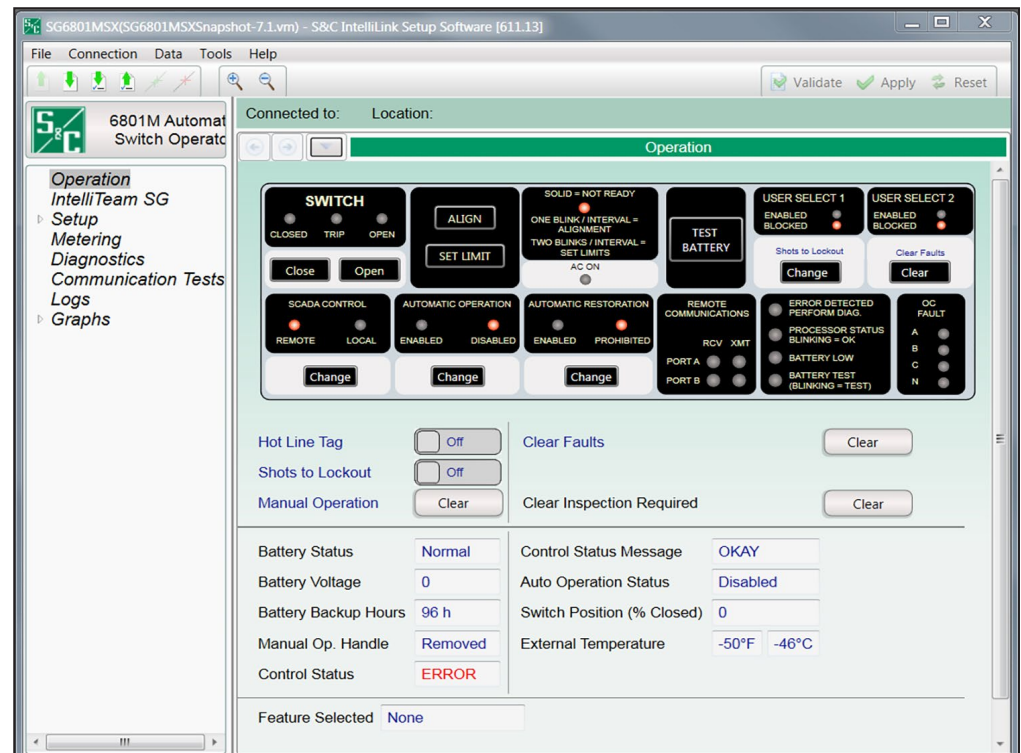 SG6801MSX(SG6801MSXSnapshot-7.1.vm) - S&C IntelliLink Setup Software [611.13]
File Connection Data Tools Help
Validate Apply Reset
S&C
6801M Automat
Switch Operato
Connected to: Location:
Operation
Operation
IntelliTeam SG
Setup
Metering
Diagnostics
Communication Tests
Logs
Graphs
SWITCH
CLOSED TRIP OPEN
Close Open
ALIGN
SET LIMIT
SOLID = NOT READY
ONE BLINK / INTERVAL =
ALIGNMENT
TWO BLINKS / INTERVAL =
SET LIMITS
AC ON
TEST
BATTERY
USER SELECT 1
ENABLED
BLOCKED
Shots to Lockout
Change
USER SELECT 2
ENABLED
BLOCKED
Clear Faults
Clear
SCADA CONTROL
REMOTE LOCAL
Change
AUTOMATIC OPERATION
ENABLED DISABLED
Change
AUTOMATIC RESTORATION
ENABLED PROHIBITED
Change
REMOTE
COMMUNICATIONS
RCV XMT
PORT A
PORT B
ERROR DETECTED
PERFORM DIAG.
PROCESSOR STATUS
BLINKING = OK
BATTERY LOW
BATTERY TEST
(BLINKING = TEST)
OC
FAULT
A
B
C
N
Hot Line Tag Off
Shots to Lockout Off
Manual Operation Clear
Clear Faults Clear
Clear Inspection Required Clear
Battery Status Normal
Battery Voltage 0
Battery Backup Hours 96 h
Manual Op. Handle Removed
Control Status ERROR
Control Status Message OKAY
Auto Operation Status Disabled
Switch Position (% Closed) 0
External Temperature -50°F -46°C
Feature Selected None